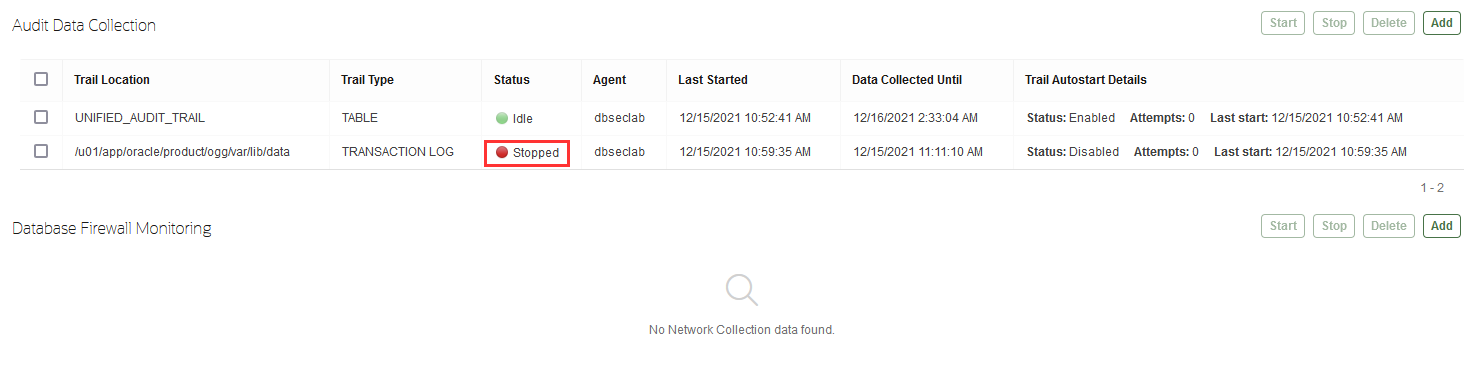 Audit Data Collection Start Stop Delete Add
Trail Location Trail Type Status Agent Last Started Data Collected Until Trail Autostart Details
UNIFIED_AUDIT_TRAIL TABLE Idle dbseclab 12/15/2021 10:52:41 AM 12/16/2021 2:33:04 AM Status: Enabled Attempts: 0 Last start: 12/15/2021 10:52:41 AM
/u01/app/oracle/product/ogg/var/lib/data TRANSACTION LOG Stopped dbseclab 12/15/2021 10:59:35 AM 12/15/2021 11:11:10 AM Status: Disabled Attempts: 0 Last start: 12/15/2021 10:59:35 AM
1 - 2
Database Firewall Monitoring Start Stop Delete Add
No Network Collection data found.